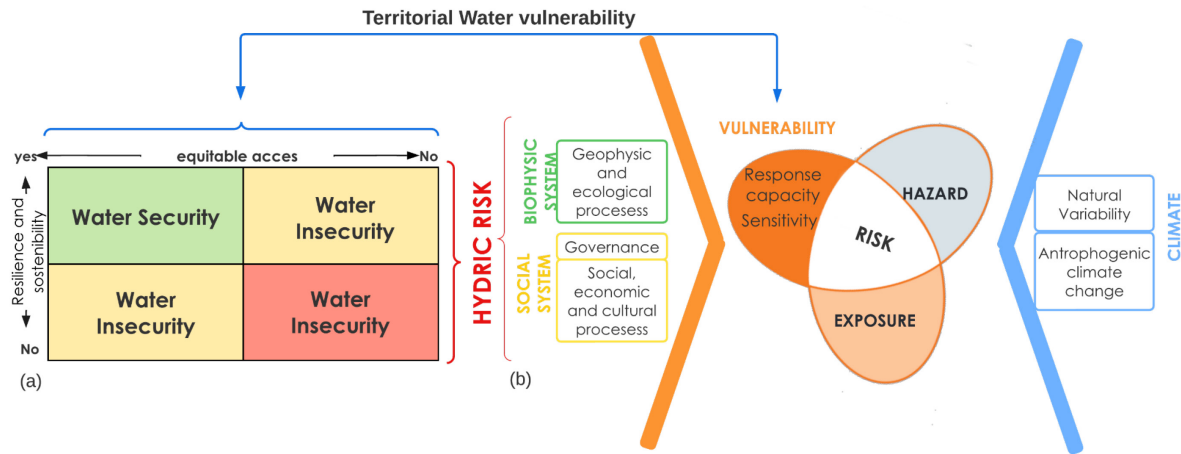 Territorial Water vulnerability
yes
equitable acces
No
Resilience and
sostenibility
No
Water Security
Water
Insecurity
Water
Insecurity
Water
Insecurity
(a)
HYDRIC RISK
(b)
BIOPHYSIC
SYSTEM
Geophysic
and
ecological
procesess
SOCIAL
SYSTEM
Governance
Social,
economic
and cultural
procesess
VULNERABILITY
Response
capacity
Sensitivity
HAZARD
RISK
EXPOSURE
Natural
Variability
Antrophogenic
climate
change
CLIMATE